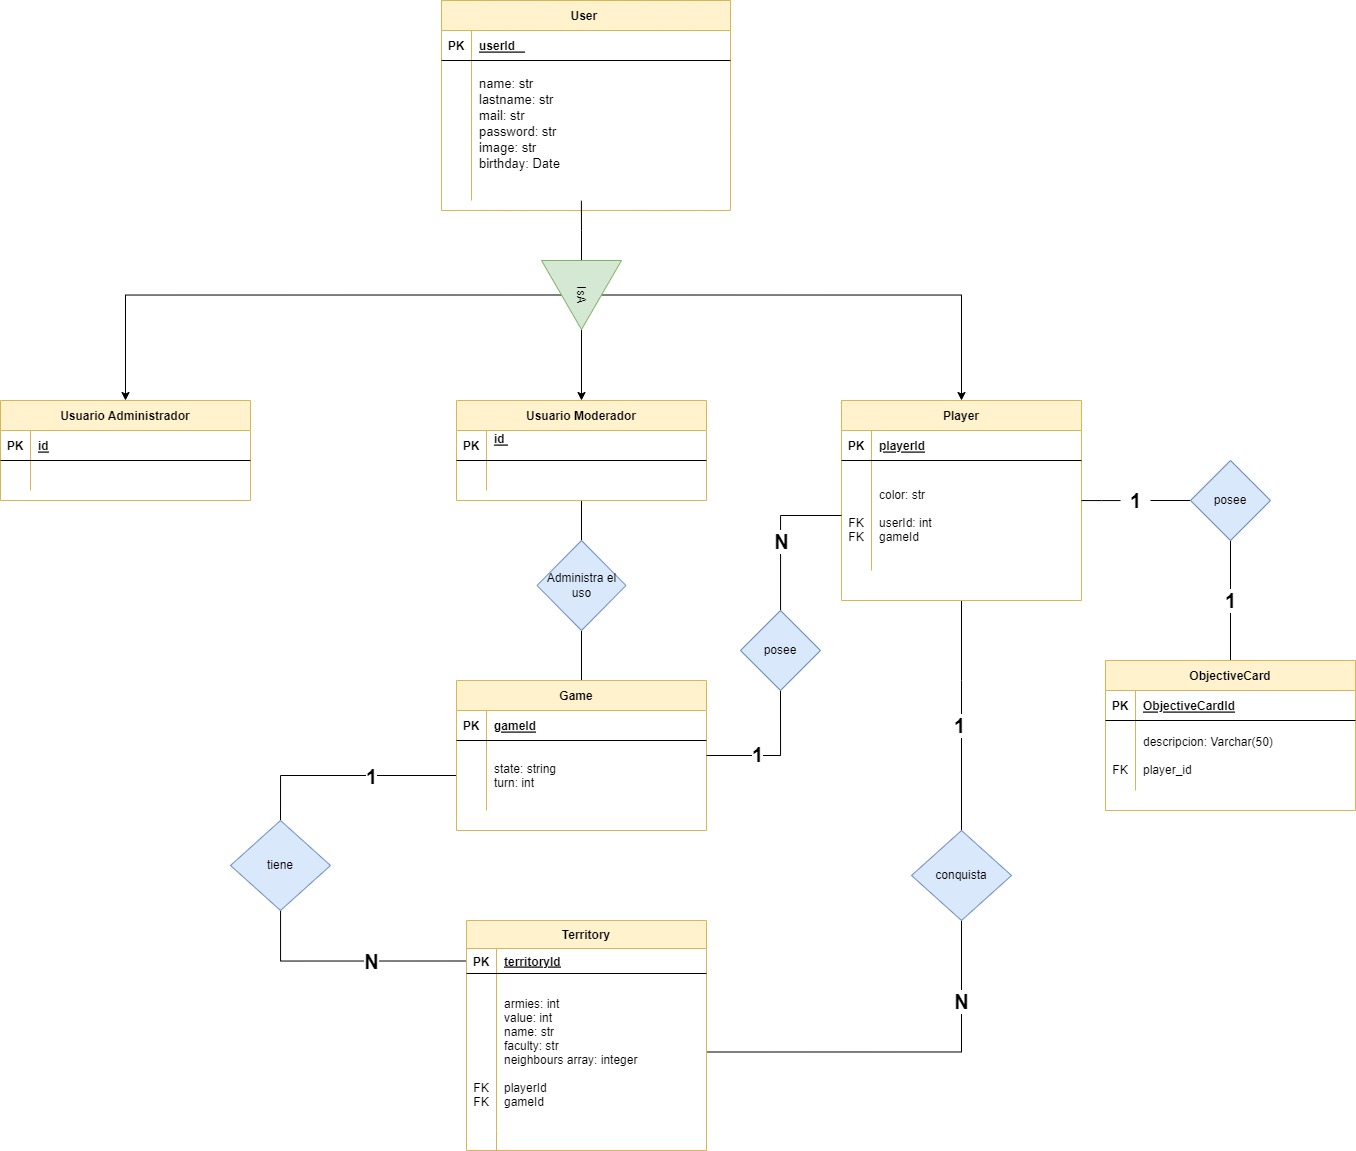 User
PK userId
name: str
lastname: str
mail: str
password: str
image: str
birthday: Date
IsA
Usuario Administrador
PK id
Usuario Moderador
PK id
Player
PK playerId
color: str
FK userId: int
FK gameId
1
posee
1
N
Administra el
uso
posee
ObjectiveCard
PK ObjectiveCardId
descripcion: Varchar(50)
FK player_id
Game
PK gameId
state: string
turn: int
1
1
1
tiene
conquista
N
N
Territory
PK territoryId
armies: int
value: int
name: str
faculty: str
neighbours array: integer
FK playerId
FK gameId